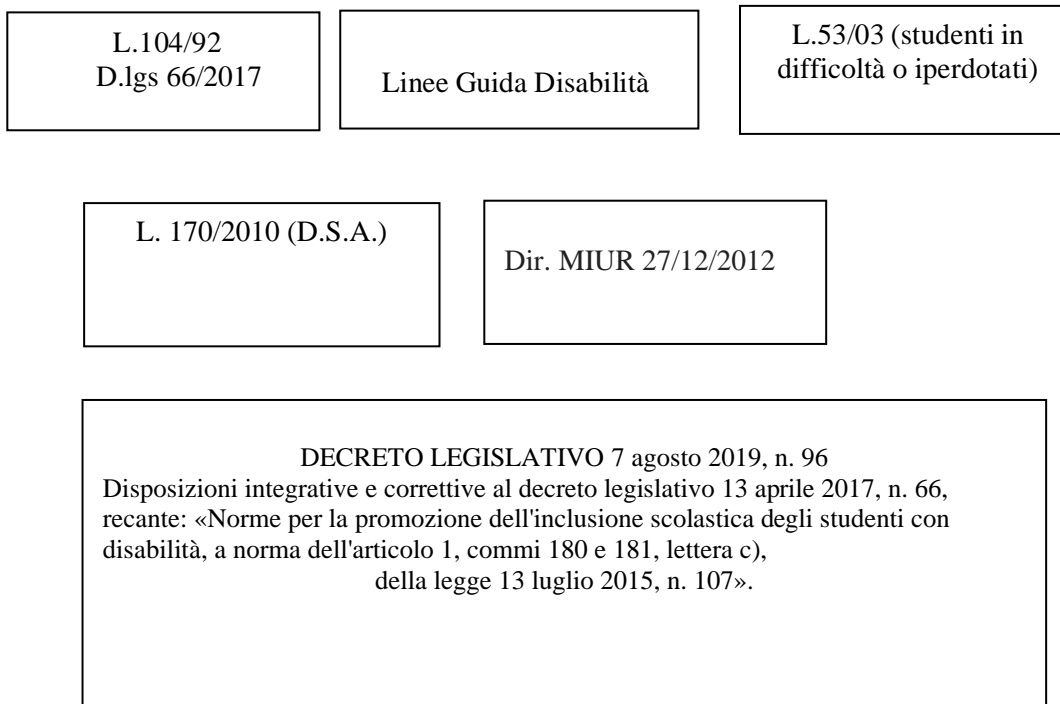 L.104/92
D.lgs 66/2017
Linee Guida Disabilità
L.53/03 (studenti in
difficoltà o iperdotati)
L. 170/2010 (D.S.A.)
Dir. MIUR 27/12/2012
DECRETO LEGISLATIVO 7 agosto 2019, n. 96
Disposizioni integrative e correttive al decreto legislativo 13 aprile 2017, n. 66,
recante: «Norme per la promozione dell'inclusione scolastica degli studenti con
disabilità, a norma dell'articolo 1, commi 180 e 181, lettera c),
della legge 13 luglio 2015, n. 107».